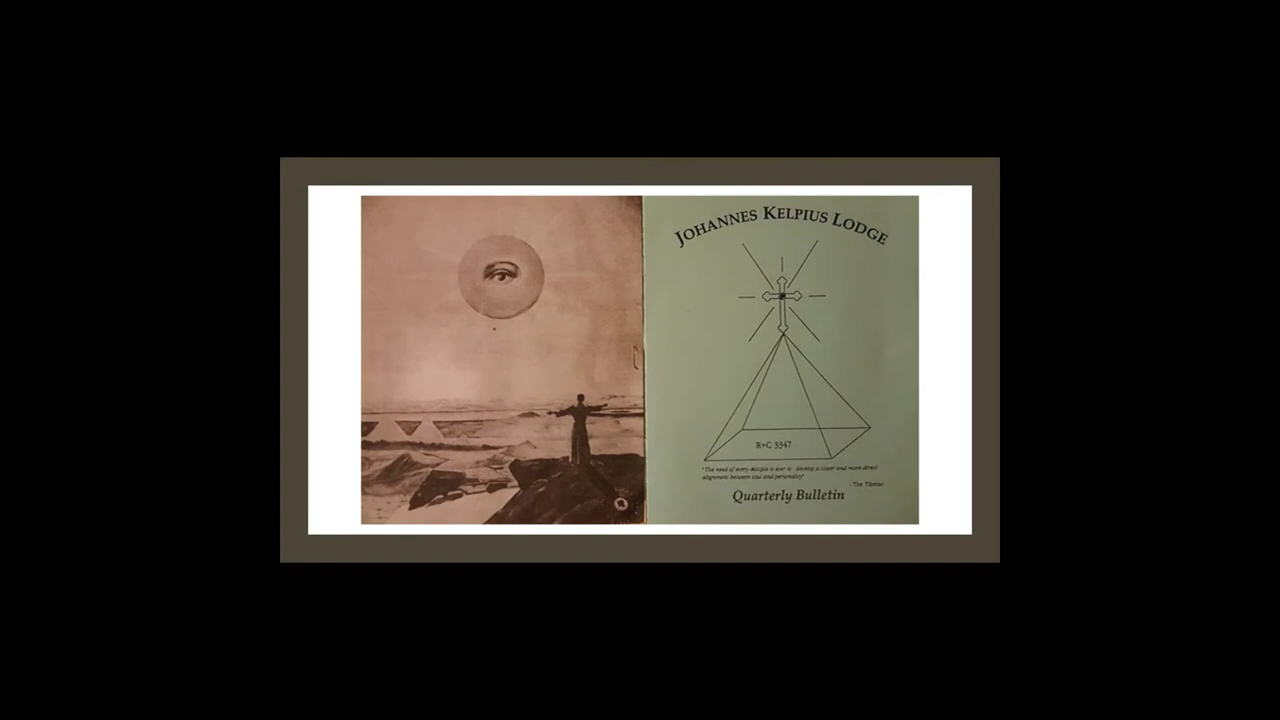 JOHANNES KELPIUS LODGE
R+C 3347
"The need of every disciple is ever to develop a closer and more direct
alignment between soul and personality"
- The Tibetan
Quarterly Bulletin